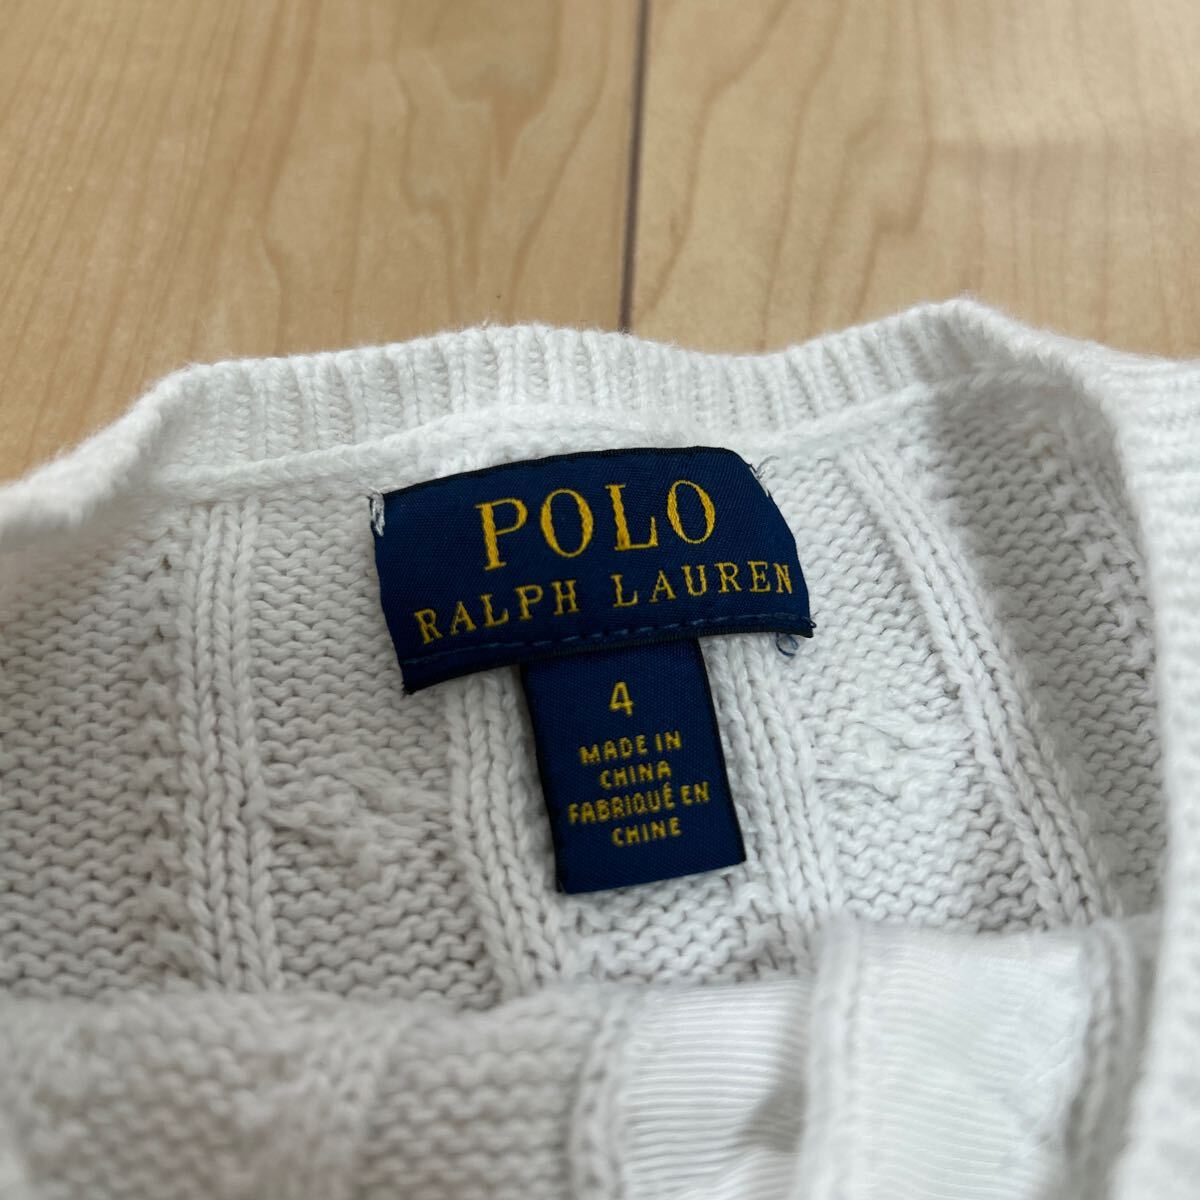 POLO
RALPH LAUREN
4
MADE IN
CHINA
FABRIQUÉ EN
CHINE